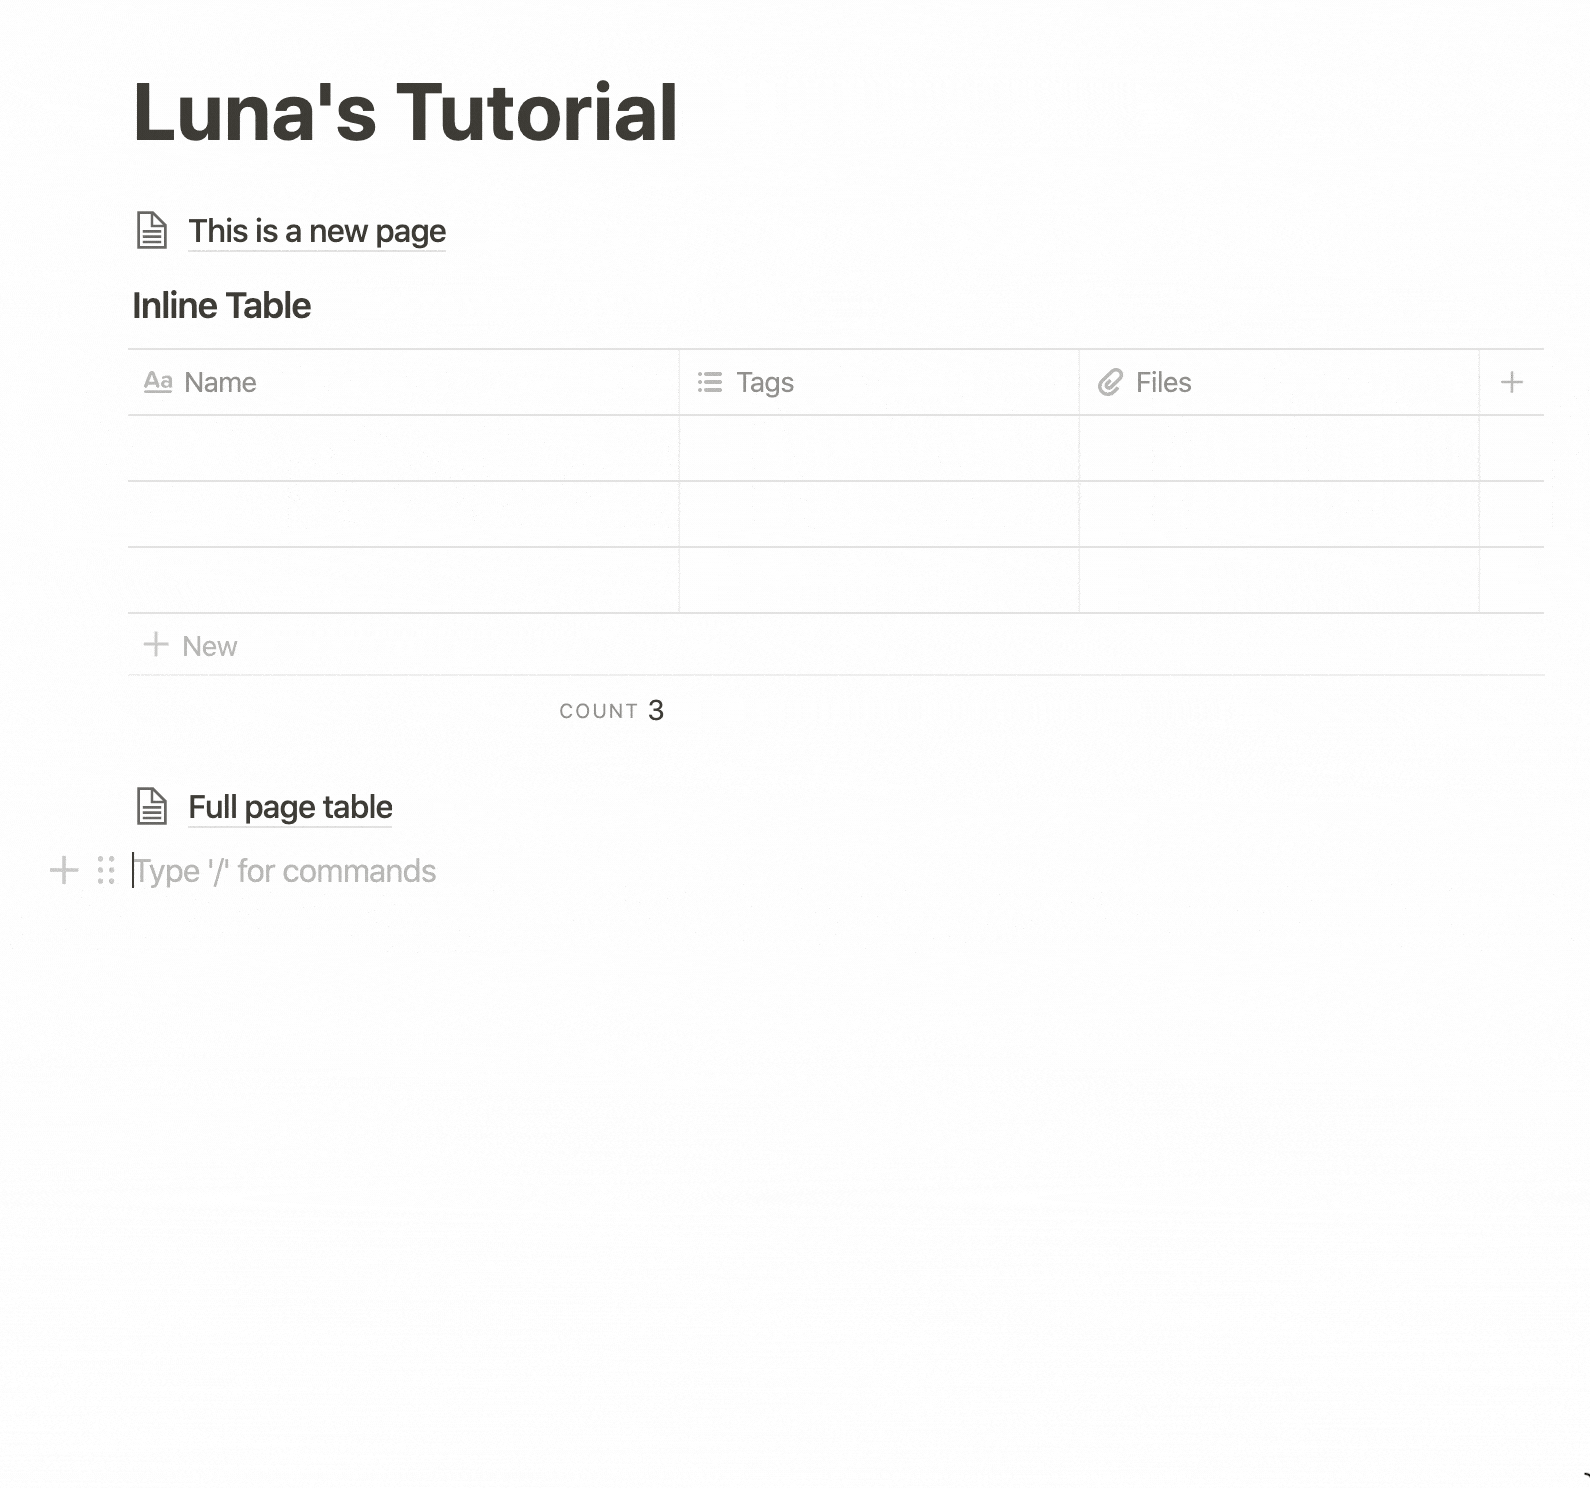 Luna's Tutorial
This is a new page
Inline Table
Aa Name Tags Files
New
COUNT 3
Full page table
Type '/' for commands